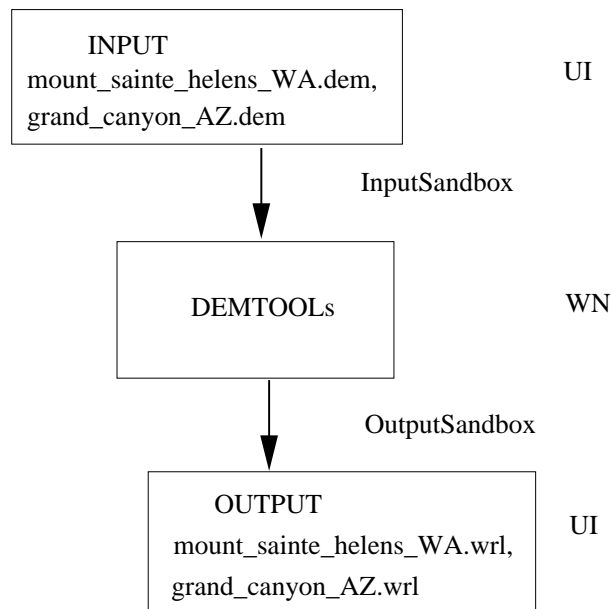 INPUT
mount_sainte_helens_WA.dem,
grand_canyon_AZ.dem
UI
InputSandbox
DEMTOOLs
WN
OutputSandbox
OUTPUT
mount_sainte_helens_WA.wrl,
grand_canyon_AZ.wrl
UI